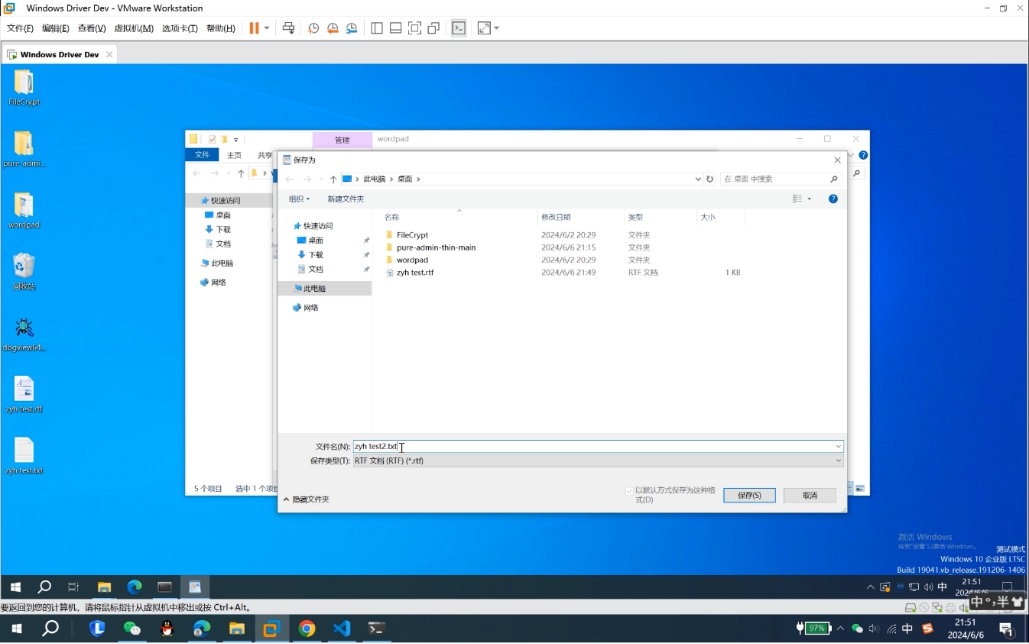 Windows Driver Dev - VMware Workstation
文件(F) 编辑(E) 查看(V) 虚拟机(M) 选项卡(T) 帮助(H)
Windows Driver Dev
FileCrypt
pure-admi...
wordpad
回收站
dbgview64...
zyh test.rtf
zyh test.txt
管理 wordpad
文件 主页 共享
快速访问
桌面
下载
文档
此电脑
网络
5 个项目 选中 1 个项目
保存为
此电脑 > 桌面 >
在 桌面 中搜索
组织 新建文件夹
快速访问
桌面
下载
文档
此电脑
网络
名称 修改日期 类型 大小
FileCrypt 2024/6/2 20:29 文件夹
pure-admin-thin-main 2024/6/6 21:15 文件夹
wordpad 2024/6/2 20:29 文件夹
zyh test.rtf 2024/6/6 21:49 RTF 文档 1 KB
文件名(N): zyh test2.txt
保存类型(T): RTF 文档 (RTF) (*.rtf)
隐藏文件夹
以默认方式保存为这种格
式(D)
保存(S) 取消
激活 Windows
转到"设置"以激活 Windows。
测试模式
Windows 10 企业版 LTSC
Build 19041.vb_release.191206-1406
中 21:51
要返回到您的计算机，请将鼠标指针从虚拟机中移出或按 Ctrl+Alt。
中 半
97% 中 21:51
2024/6/6